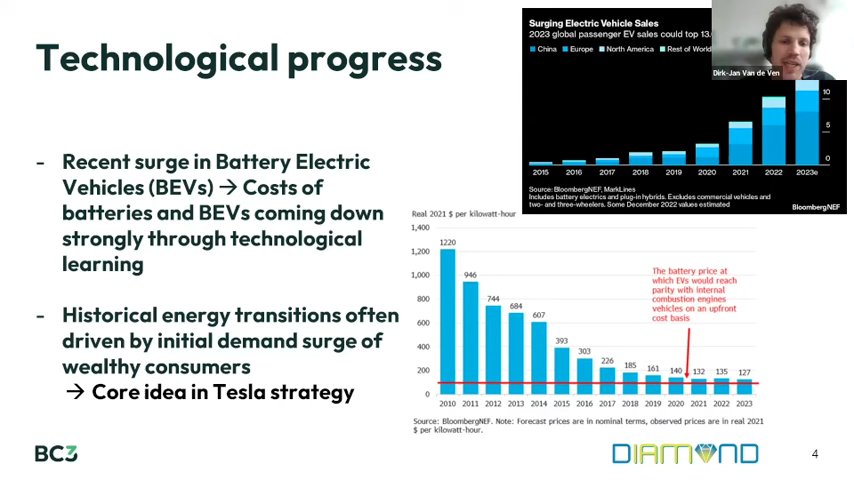 Technological progress
- Recent surge in Battery Electric
Vehicles (BEVs) → Costs of
batteries and BEVs coming down
strongly through technological
learning
- Historical energy transitions often
driven by initial demand surge of
wealthy consumers
→ Core idea in Tesla strategy
Surging Electric Vehicle Sales
2023 global passenger EV sales could top 13.
China Europe North America Rest of World
Dirk-Jan Van de Ven
10
5
0
2015 2016 2017 2018 2019 2020 2021 2022 2023e
Source: BloombergNEF, MarkLines
Includes battery electrics and plug-in hybrids. Excludes commercial vehicles and
two- and three-wheelers. Some December 2022 values estimated
BloombergNEF
Real 2021 $ per kilowatt-hour
1,400
1,200
1,000
800
600
400
200
0
1220 946 744 684 607 393 303 226 185 161 140 132 135 127
The battery price at
which EVs would reach
parity with internal
combustion engines
vehicles on an upfront
cost basis
2010 2011 2012 2013 2014 2015 2016 2017 2018 2019 2020 2021 2022 2023
Source: BloombergNEF. Note: Forecast prices are in nominal terms, observed prices are in real 2021
$ per kilowatt-hour.
BC3
DIAMOND
4